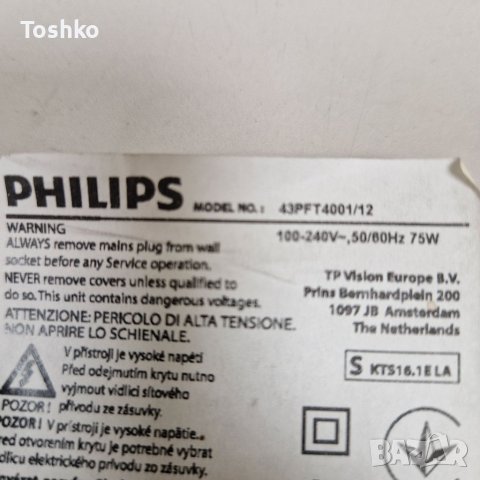 Toshko
PHILIPS MODEL NO. : 43PFT4001/12
WARNING
ALWAYS remove mains plug from wall
socket before any Service operation.
NEVER remove covers unless qualified to
do so. This unit contains dangerous voltages.
ATTENZIONE: PERICOLO DI ALTA TENSIONE.
NON APRIRE LO SCHIENALE.
100-240V~,50/60Hz 75W
TP Vision Europe B.V.
Prins Bernhardplein 200
1097 JB Amsterdam
The Netherlands
S KTS16.1E LA
V přístroji je vysoké napětí
Před odejmutím krytu nutno
vyjmout vidlici síťového
POZOR! přívodu ze zásuvky.
POZOR! V prístroji je vysoké napätie...
Pred otvorením krytu je potrebné vybrať
vidlicu elektrického prívodu zo zásuvky.
BAZAR